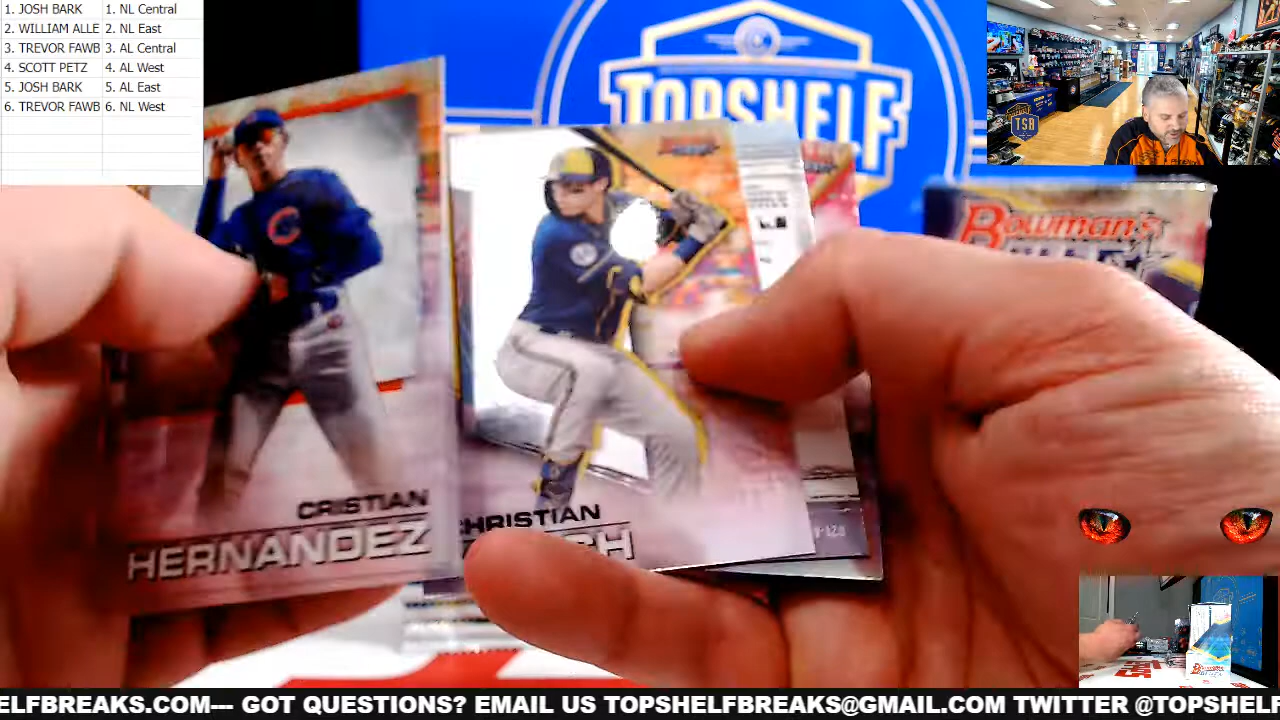 1. JOSH BARK 1. NL Central
2. WILLIAM ALLE 2. NL East
3. TREVOR FAWB 3. AL Central
4. SCOTT PETZ 4. AL West
5. JOSH BARK 5. AL East
6. TREVOR FAWB 6. NL West
TOPSHELF
TSB
Bowman's
C
CRISTIAN
HERNANDEZ
CHRISTIAN
ELFBREAKS.COM--- GOT QUESTIONS? EMAIL US TOPSHELFBREAKS@GMAIL.COM TWITTER @TOPSHELF